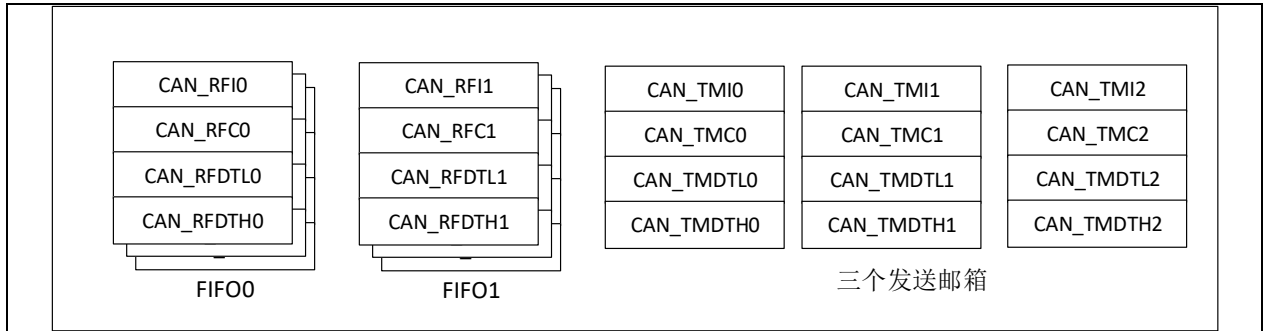 CAN_RFI0
CAN_RFC0
CAN_RFDTL0
CAN_RFDTH0
FIFO0
CAN_RFI1
CAN_RFC1
CAN_RFDTL1
CAN_RFDTH1
FIFO1
CAN_TMI0
CAN_TMC0
CAN_TMDTL0
CAN_TMDTH0
CAN_TMI1
CAN_TMC1
CAN_TMDTL1
CAN_TMDTH1
CAN_TMI2
CAN_TMC2
CAN_TMDTL2
CAN_TMDTH2
三个发送邮箱